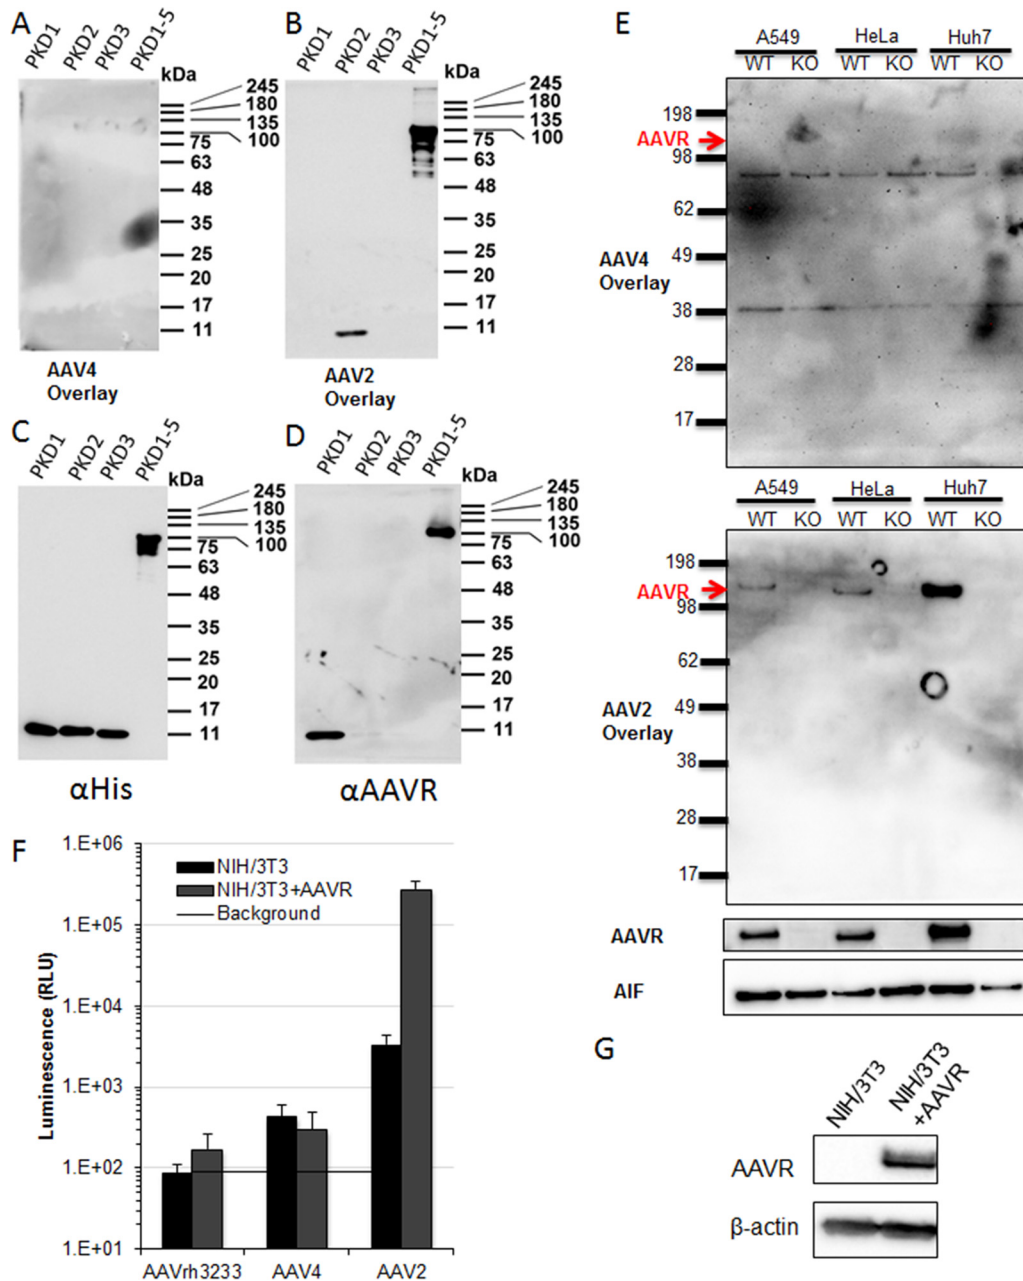 A
PKD1
PKD2
PKD3
PKD1-5
kDa
245
180
135
100
75
63
48
35
25
20
17
11
AAV4
Overlay
B
PKD1
PKD2
PKD3
PKD1-5
kDa
245
180
135
100
75
63
48
35
25
20
17
11
AAV2
Overlay
C
PKD1
PKD2
PKD3
PKD1-5
kDa
245
180
135
100
75
63
48
35
25
20
17
11
αHis
D
PKD1
PKD2
PKD3
PKD1-5
kDa
245
180
135
100
75
63
48
35
25
20
17
11
αAAVR
E
A549 HeLa Huh7
WT KO WT KO WT KO
198
AAVR
98
62
49
38
28
17
AAV4
Overlay
A549 HeLa Huh7
WT KO WT KO WT KO
198
AAVR
98
62
49
38
28
17
AAV2
Overlay
AAVR
AIF
F
Luminescence (RLU)
1.E+06
1.E+05
1.E+04
1.E+03
1.E+02
1.E+01
NIH/3T3
NIH/3T3+AAVR
Background
AAVrh3233 AAV4 AAV2
G
NIH/3T3
NIH/3T3
+AAVR
AAVR
β-actin